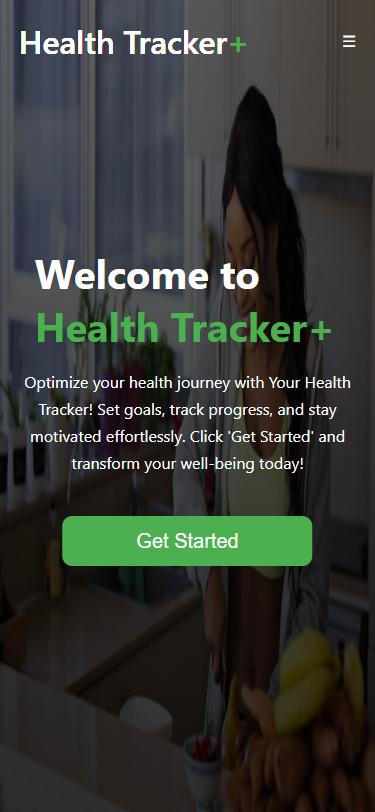 Health Tracker+
☰
Welcome to
Health Tracker+
Optimize your health journey with Your Health
Tracker! Set goals, track progress, and stay
motivated effortlessly. Click 'Get Started' and
transform your well-being today!
Get Started